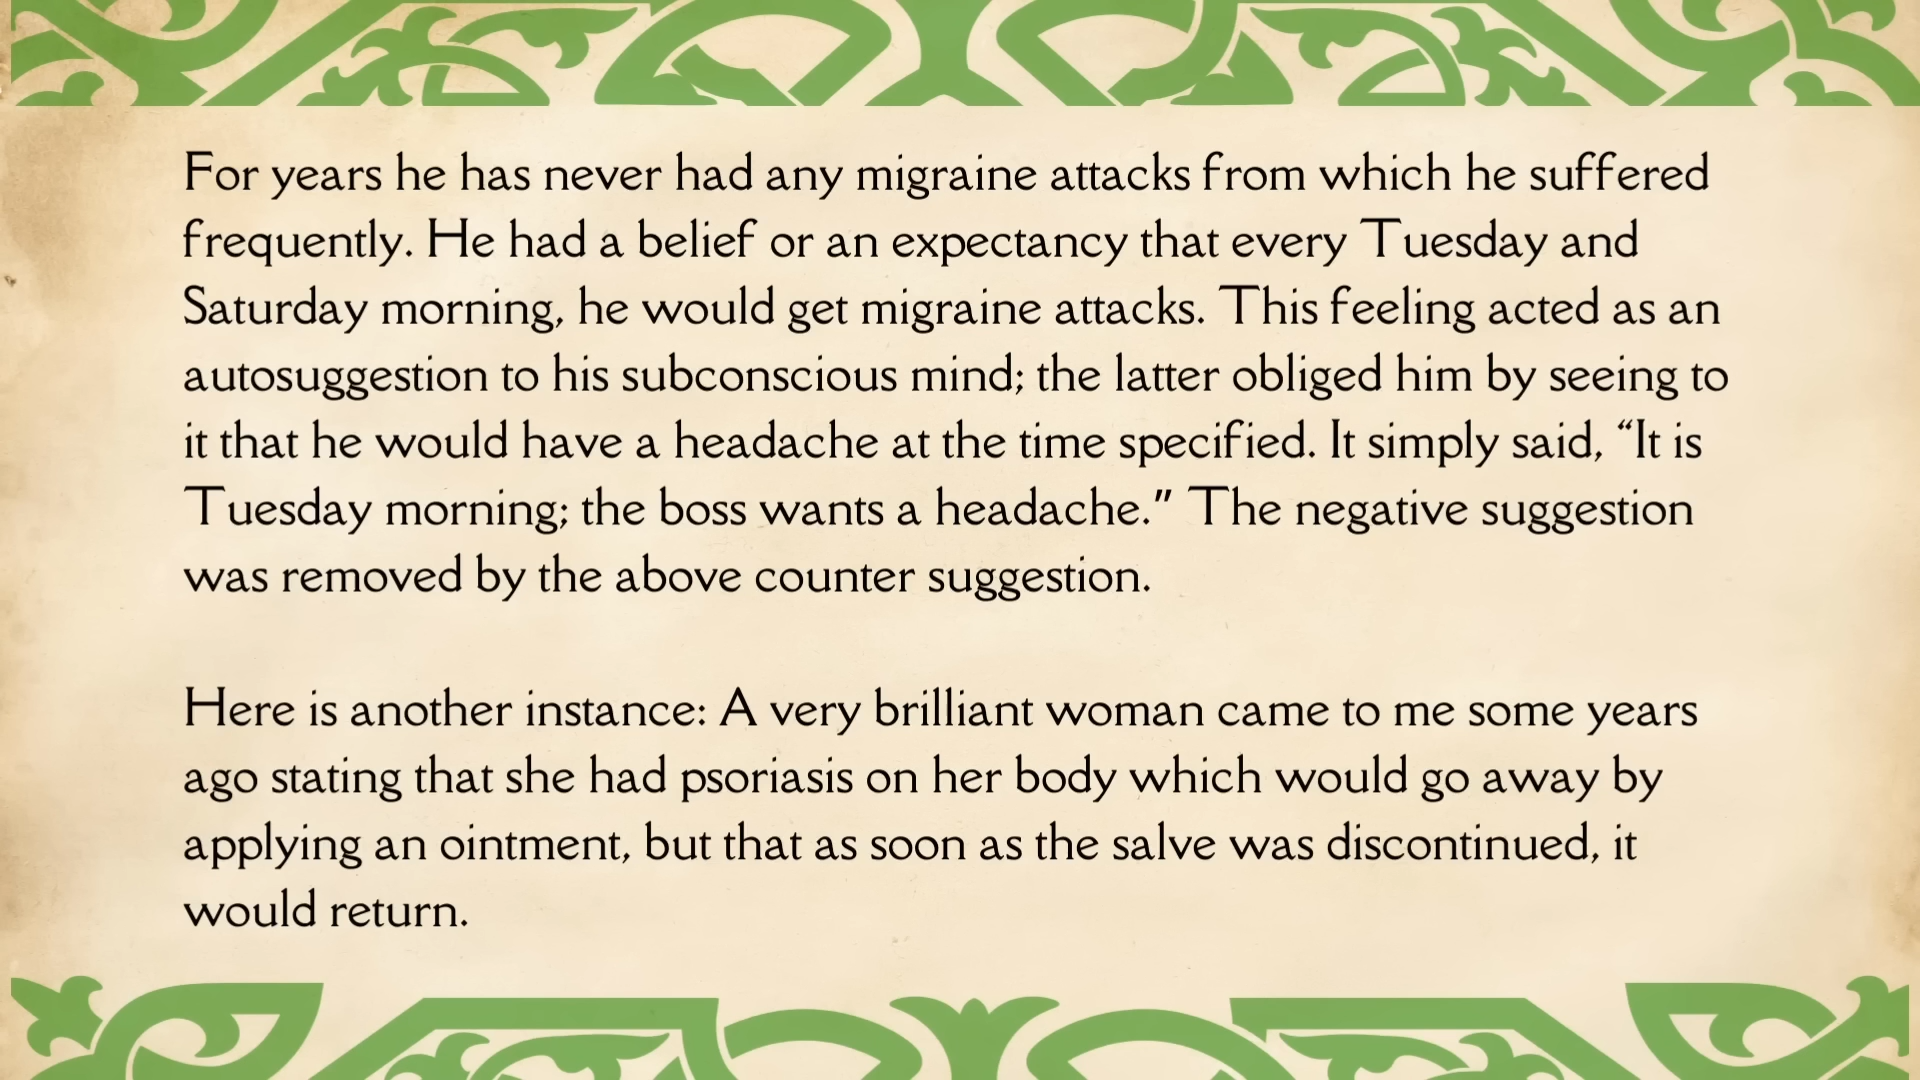 For years he has never had any migraine attacks from which he suffered
frequently. He had a belief or an expectancy that every Tuesday and
Saturday morning, he would get migraine attacks. This feeling acted as an
autosuggestion to his subconscious mind; the latter obliged him by seeing to
it that he would have a headache at the time specified. It simply said, “It is
Tuesday morning; the boss wants a headache." The negative suggestion
was removed by the above counter suggestion.
Here is another instance: A very brilliant woman came to me some years
ago stating that she had psoriasis on her body which would go away by
applying an ointment, but that as soon as the salve was discontinued, it
would return.